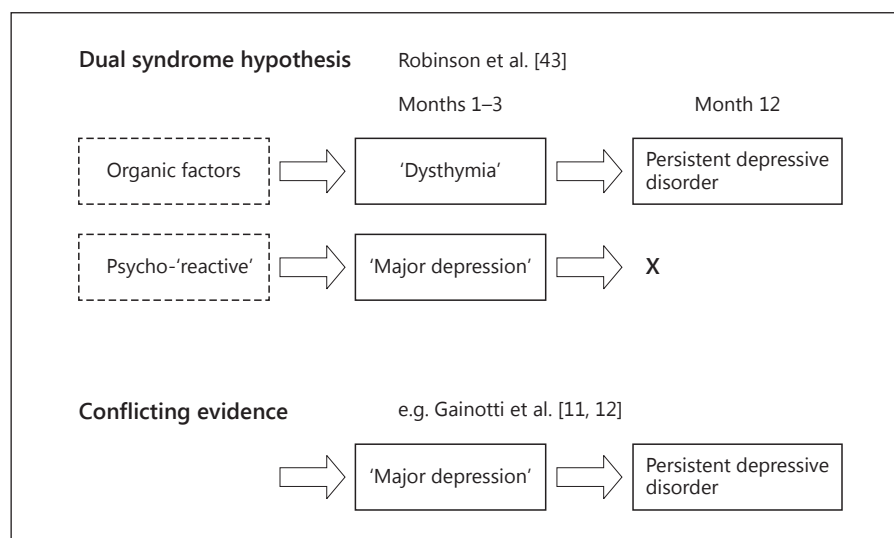 Dual syndrome hypothesis Robinson et al. [43]
Months 1–3 Month 12
Organic factors 'Dysthymia' Persistent depressive
disorder
Psycho-'reactive' 'Major depression' X
Conflicting evidence e.g. Gainotti et al. [11, 12]
'Major depression' Persistent depressive
disorder